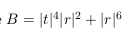 e B = |t|⁴|r|² + |r|⁶